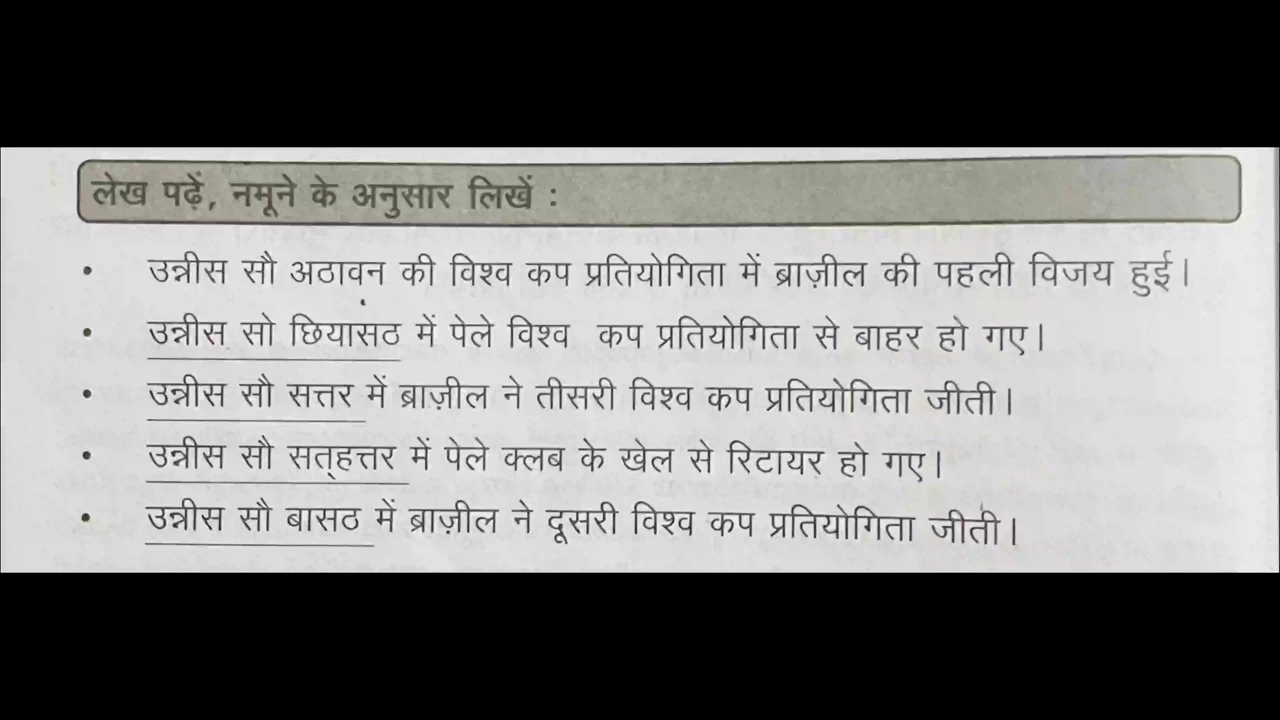 लेख पढ़ें, नमूने के अनुसार लिखें :
• उन्नीस सौ अठावन की विश्व कप प्रतियोगिता में ब्राज़ील की पहली विजय हुई।
• उन्नीस सो छियासठ में पेले विश्व कप प्रतियोगिता से बाहर हो गए।
• उन्नीस सौ सत्तर में ब्राज़ील ने तीसरी विश्व कप प्रतियोगिता जीती।
• उन्नीस सौ सत्‌हत्तर में पेले क्लब के खेल से रिटायर हो गए।
• उन्नीस सौ बासठ में ब्राज़ील ने दूसरी विश्व कप प्रतियोगिता जीती।